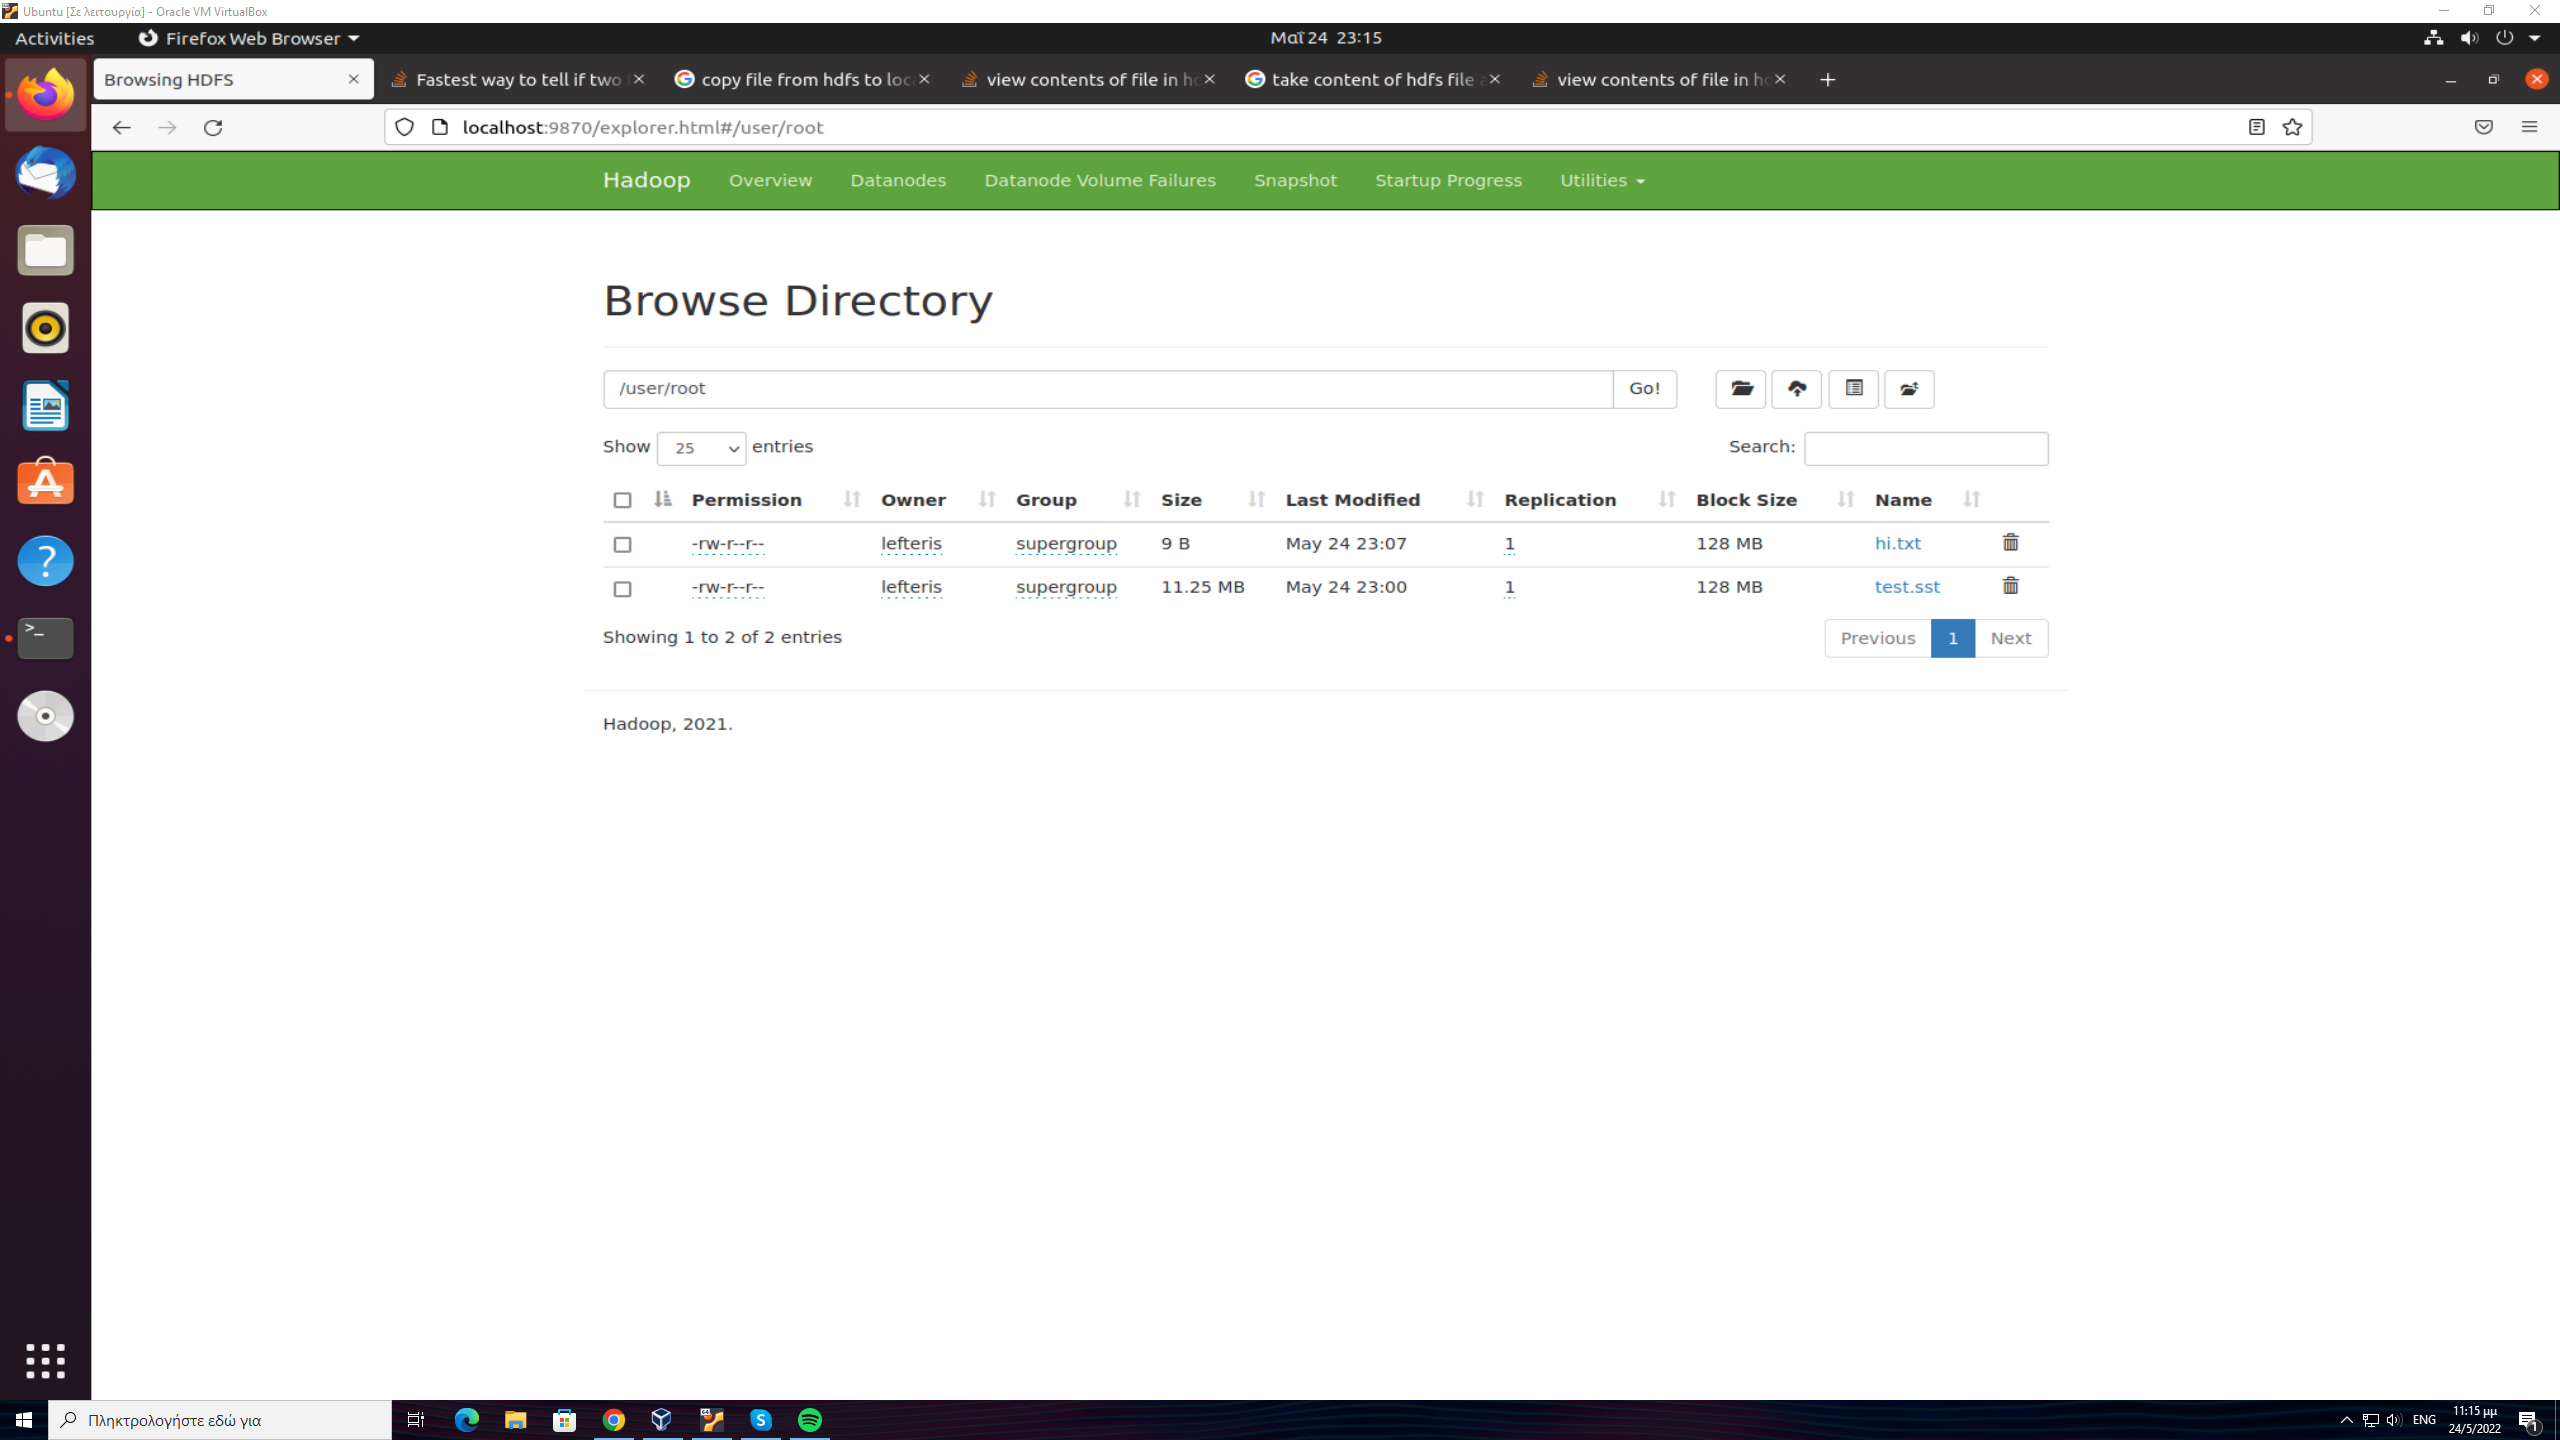 Ubuntu [Σε λειτουργία] - Oracle VM VirtualBox
Activities Firefox Web Browser Μαΐ 24 23:15
Browsing HDFS Fastest way to tell if two copy file from hdfs to loc view contents of file in take content of hdfs file view contents of file in
localhost:9870/explorer.html#/user/root
Hadoop Overview Datanodes Datanode Volume Failures Snapshot Startup Progress Utilities
Browse Directory
/user/root Go!
Show 25 entries Search:
Permission Owner Group Size Last Modified Replication Block Size Name
-rw-r--r-- lefteris supergroup 9 B May 24 23:07 1 128 MB hi.txt
-rw-r--r-- lefteris supergroup 11.25 MB May 24 23:00 1 128 MB test.sst
Showing 1 to 2 of 2 entries Previous 1 Next
Hadoop, 2021.
Πληκτρολογήστε εδώ για ENG 11:15 μμ
24/5/2022 1